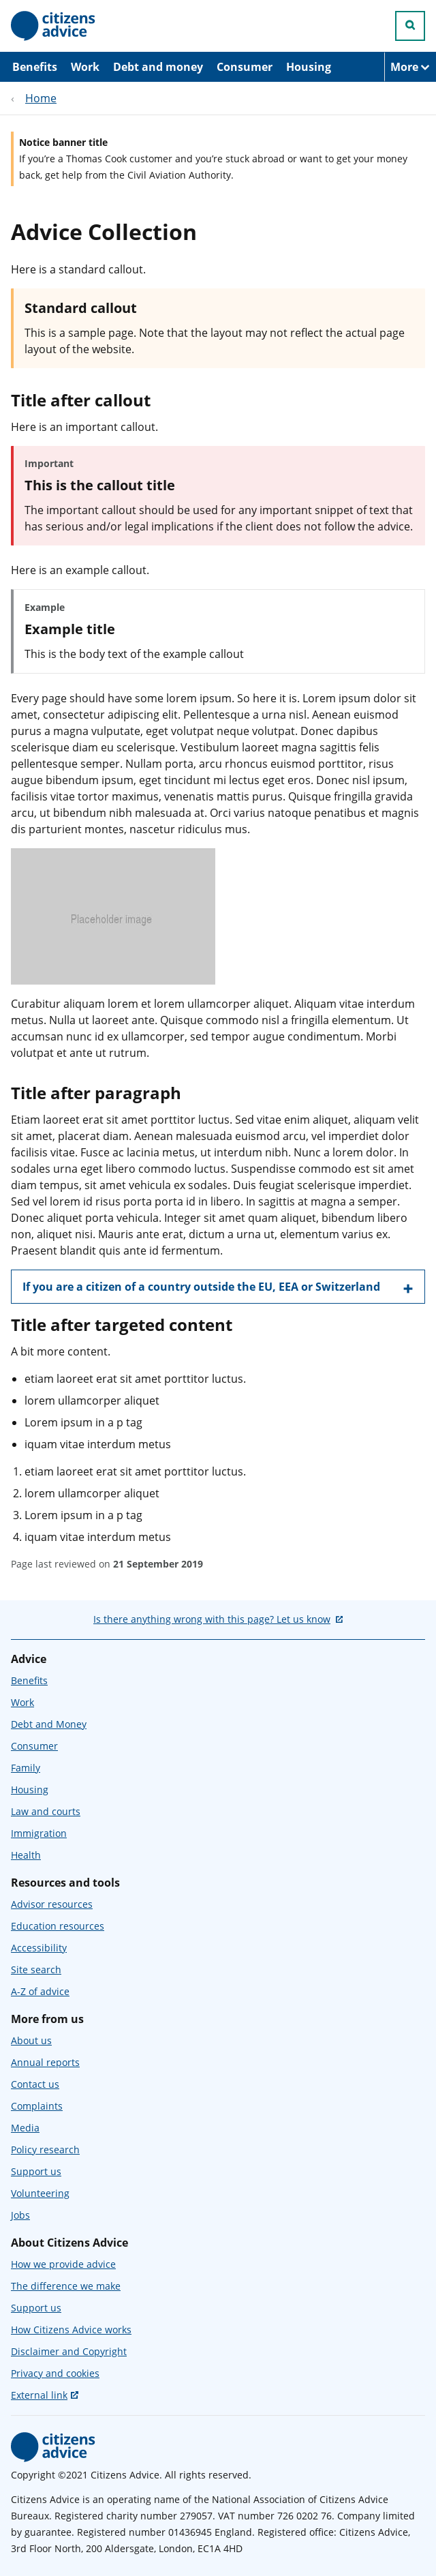 citizens
advice
Benefits Work Debt and money Consumer Housing More
‹ Home
Notice banner title
If you’re a Thomas Cook customer and you’re stuck abroad or want to get your money
back, get help from the Civil Aviation Authority.
Advice Collection
Here is a standard callout.
Standard callout
This is a sample page. Note that the layout may not reflect the actual page
layout of the website.
Title after callout
Here is an important callout.
Important
This is the callout title
The important callout should be used for any important snippet of text that
has serious and/or legal implications if the client does not follow the advice.
Here is an example callout.
Example
Example title
This is the body text of the example callout
Every page should have some lorem ipsum. So here it is. Lorem ipsum dolor sit
amet, consectetur adipiscing elit. Pellentesque a urna nisl. Aenean euismod
purus a magna vulputate, eget volutpat neque volutpat. Donec dapibus
scelerisque diam eu scelerisque. Vestibulum laoreet magna sagittis felis
pellentesque semper. Nullam porta, arcu rhoncus euismod porttitor, risus
augue bibendum ipsum, eget tincidunt mi lectus eget eros. Donec nisl ipsum,
facilisis vitae tortor maximus, venenatis mattis purus. Quisque fringilla gravida
arcu, ut bibendum nibh malesuada at. Orci varius natoque penatibus et magnis
dis parturient montes, nascetur ridiculus mus.
Placeholder image
Curabitur aliquam lorem et lorem ullamcorper aliquet. Aliquam vitae interdum
metus. Nulla ut laoreet ante. Quisque commodo nisl a fringilla elementum. Ut
accumsan nunc id ex ullamcorper, sed tempor augue condimentum. Morbi
volutpat et ante ut rutrum.
Title after paragraph
Etiam laoreet erat sit amet porttitor luctus. Sed vitae enim aliquet, aliquam velit
sit amet, placerat diam. Aenean malesuada euismod arcu, vel imperdiet dolor
facilisis vitae. Fusce ac lacinia metus, ut interdum nibh. Nunc a lorem dolor. In
sodales urna eget libero commodo luctus. Suspendisse commodo est sit amet
diam tempus, sit amet vehicula ex sodales. Duis feugiat scelerisque imperdiet.
Sed vel lorem id risus porta porta id in libero. In sagittis at magna a semper.
Donec aliquet porta vehicula. Integer sit amet quam aliquet, bibendum libero
non, aliquet nisi. Mauris ante erat, dictum a urna ut, elementum varius ex.
Praesent blandit quis ante id fermentum.
If you are a citizen of a country outside the EU, EEA or Switzerland +
Title after targeted content
A bit more content.
• etiam laoreet erat sit amet porttitor luctus.
• lorem ullamcorper aliquet
• Lorem ipsum in a p tag
• iquam vitae interdum metus
1. etiam laoreet erat sit amet porttitor luctus.
2. lorem ullamcorper aliquet
3. Lorem ipsum in a p tag
4. iquam vitae interdum metus
Page last reviewed on 21 September 2019
Is there anything wrong with this page? Let us know
Advice
Benefits
Work
Debt and Money
Consumer
Family
Housing
Law and courts
Immigration
Health
Resources and tools
Advisor resources
Education resources
Accessibility
Site search
A-Z of advice
More from us
About us
Annual reports
Contact us
Complaints
Media
Policy research
Support us
Volunteering
Jobs
About Citizens Advice
How we provide advice
The difference we make
Support us
How Citizens Advice works
Disclaimer and Copyright
Privacy and cookies
External link
citizens
advice
Copyright ©2021 Citizens Advice. All rights reserved.
Citizens Advice is an operating name of the National Association of Citizens Advice
Bureaux. Registered charity number 279057. VAT number 726 0202 76. Company limited
by guarantee. Registered number 01436945 England. Registered office: Citizens Advice,
3rd Floor North, 200 Aldersgate, London, EC1A 4HD